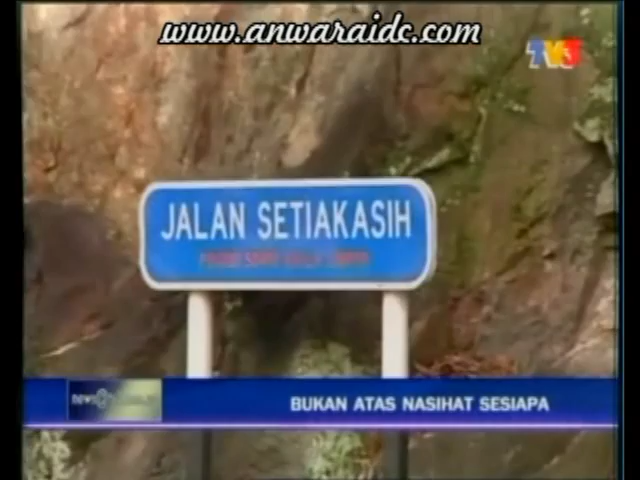 www.anwaraidc.com
TV3
JALAN SETIAKASIH
BUKAN ATAS NASIHAT SESIAPA